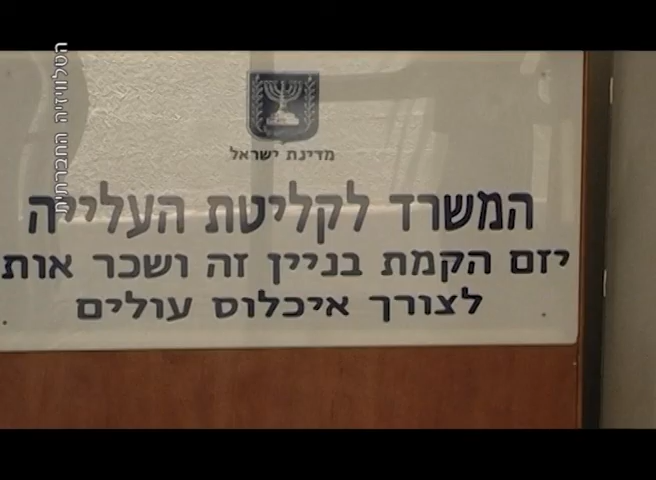 הטלוויזיה החברתית
מדינת ישראל
המשרד לקליטת העלייה
יזם הקמת בניין זה ושכר אות
לצורך איכלוס עולים